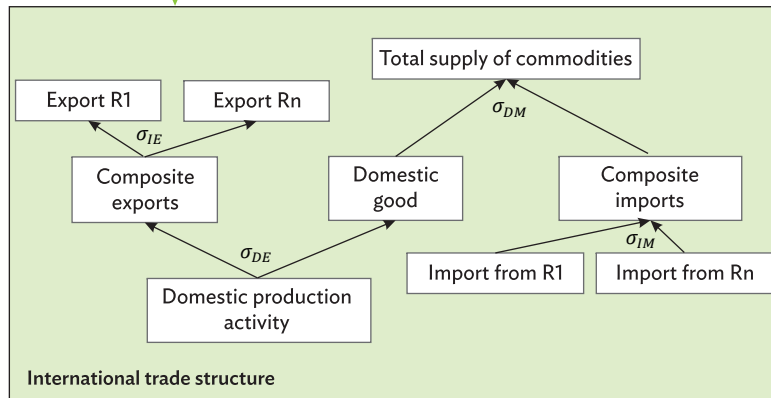 Total supply of commodities
Export R1
Export Rn
σDM
σIE
Composite
exports
Domestic
good
Composite
imports
σDE
σIM
Import from R1
Import from Rn
Domestic production
activity
International trade structure